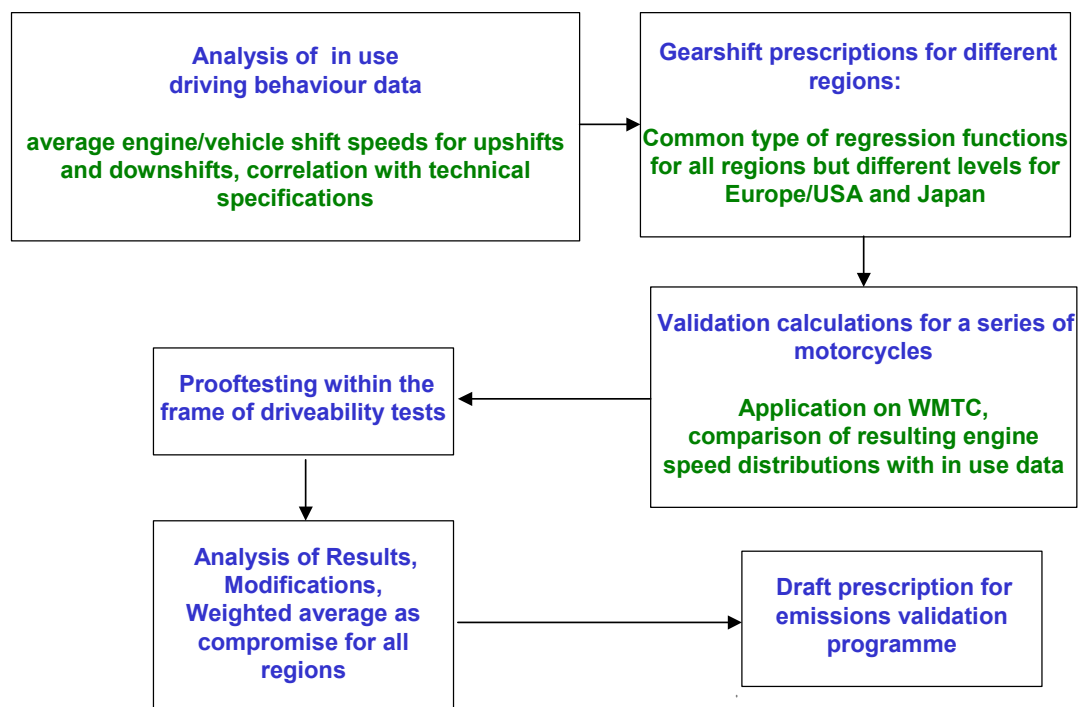 Analysis of in use
driving behaviour data
average engine/vehicle shift speeds for upshifts
and downshifts, correlation with technical
specifications
Gearshift prescriptions for different
regions:
Common type of regression functions
for all regions but different levels for
Europe/USA and Japan
Validation calculations for a series of
motorcycles
Application on WMTC,
comparison of resulting engine
speed distributions with in use data
Prooftesting within the
frame of driveability tests
Analysis of Results,
Modifications,
Weighted average as
compromise for all
regions
Draft prescription for
emissions validation
programme